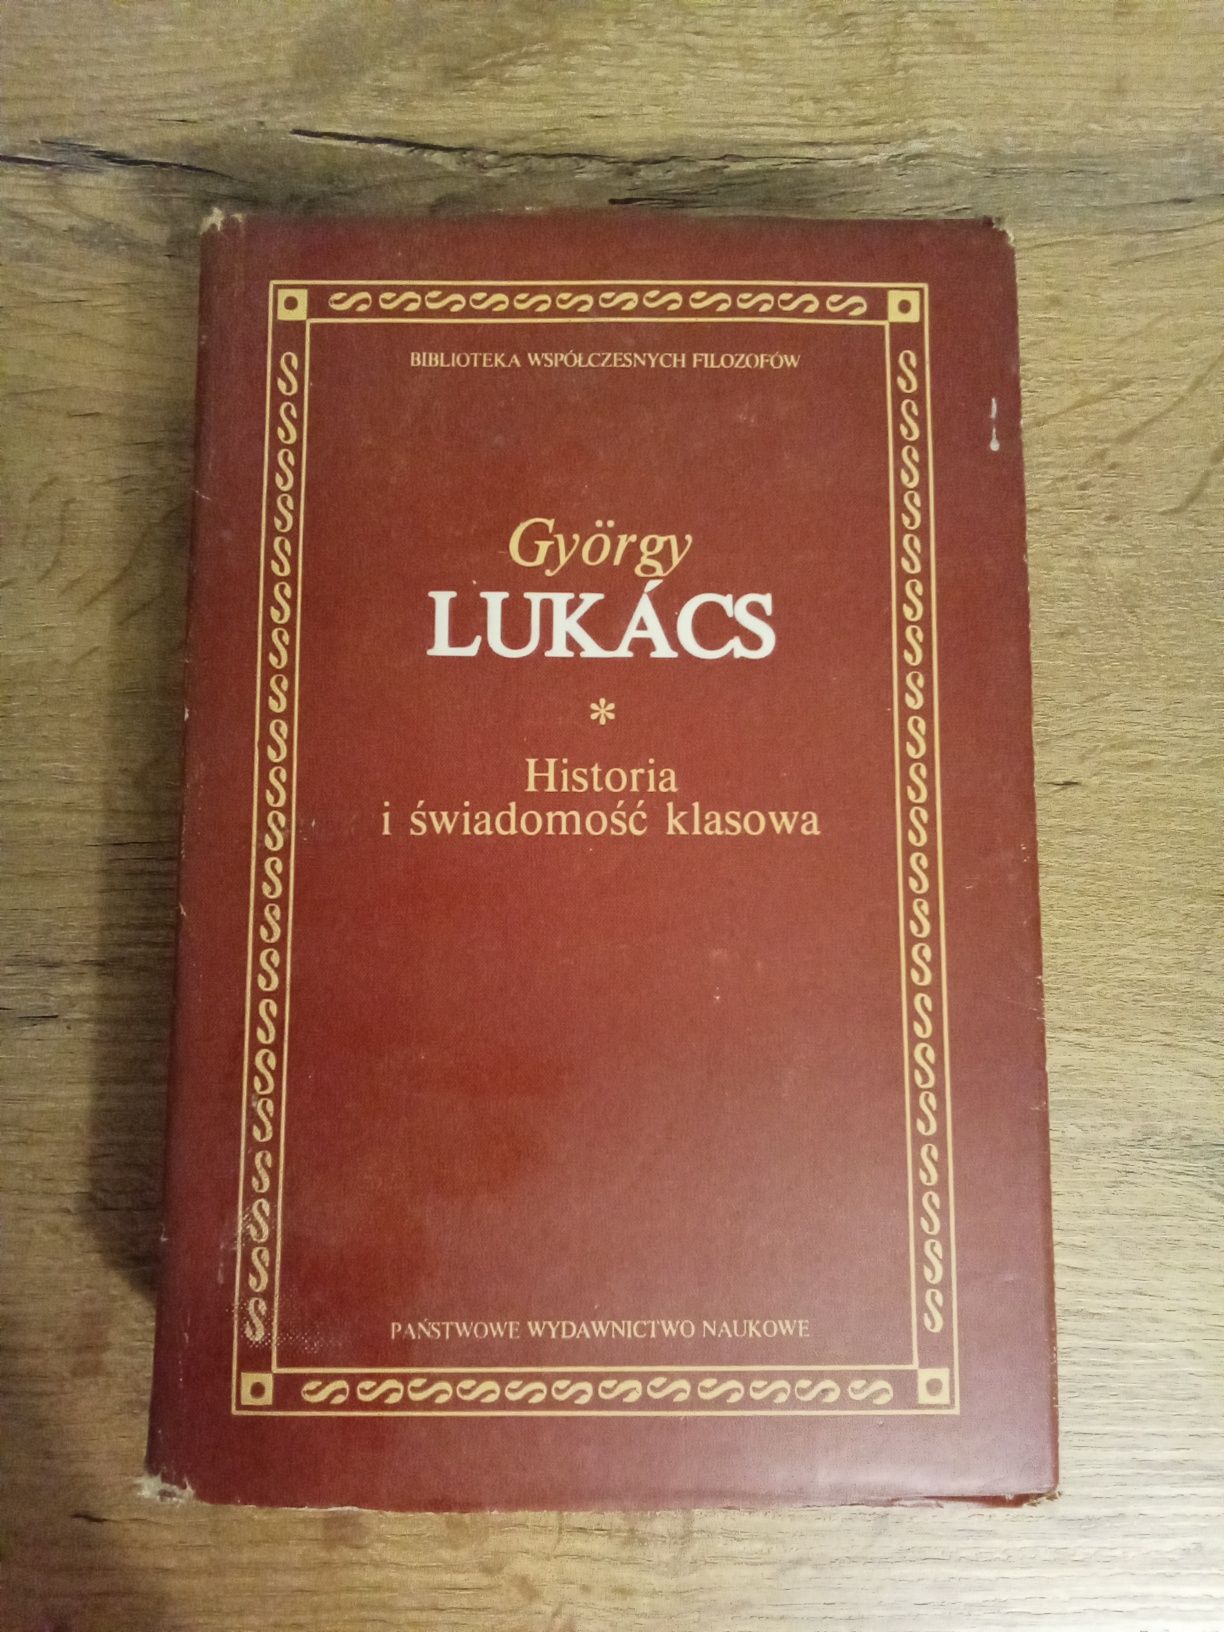 BIBLIOTEKA WSPÓŁCZESNYCH FILOZOFÓW
György
LUKÁCS
*
Historia
i świadomość klasowa
PAŃSTWOWE WYDAWNICTWO NAUKOWE